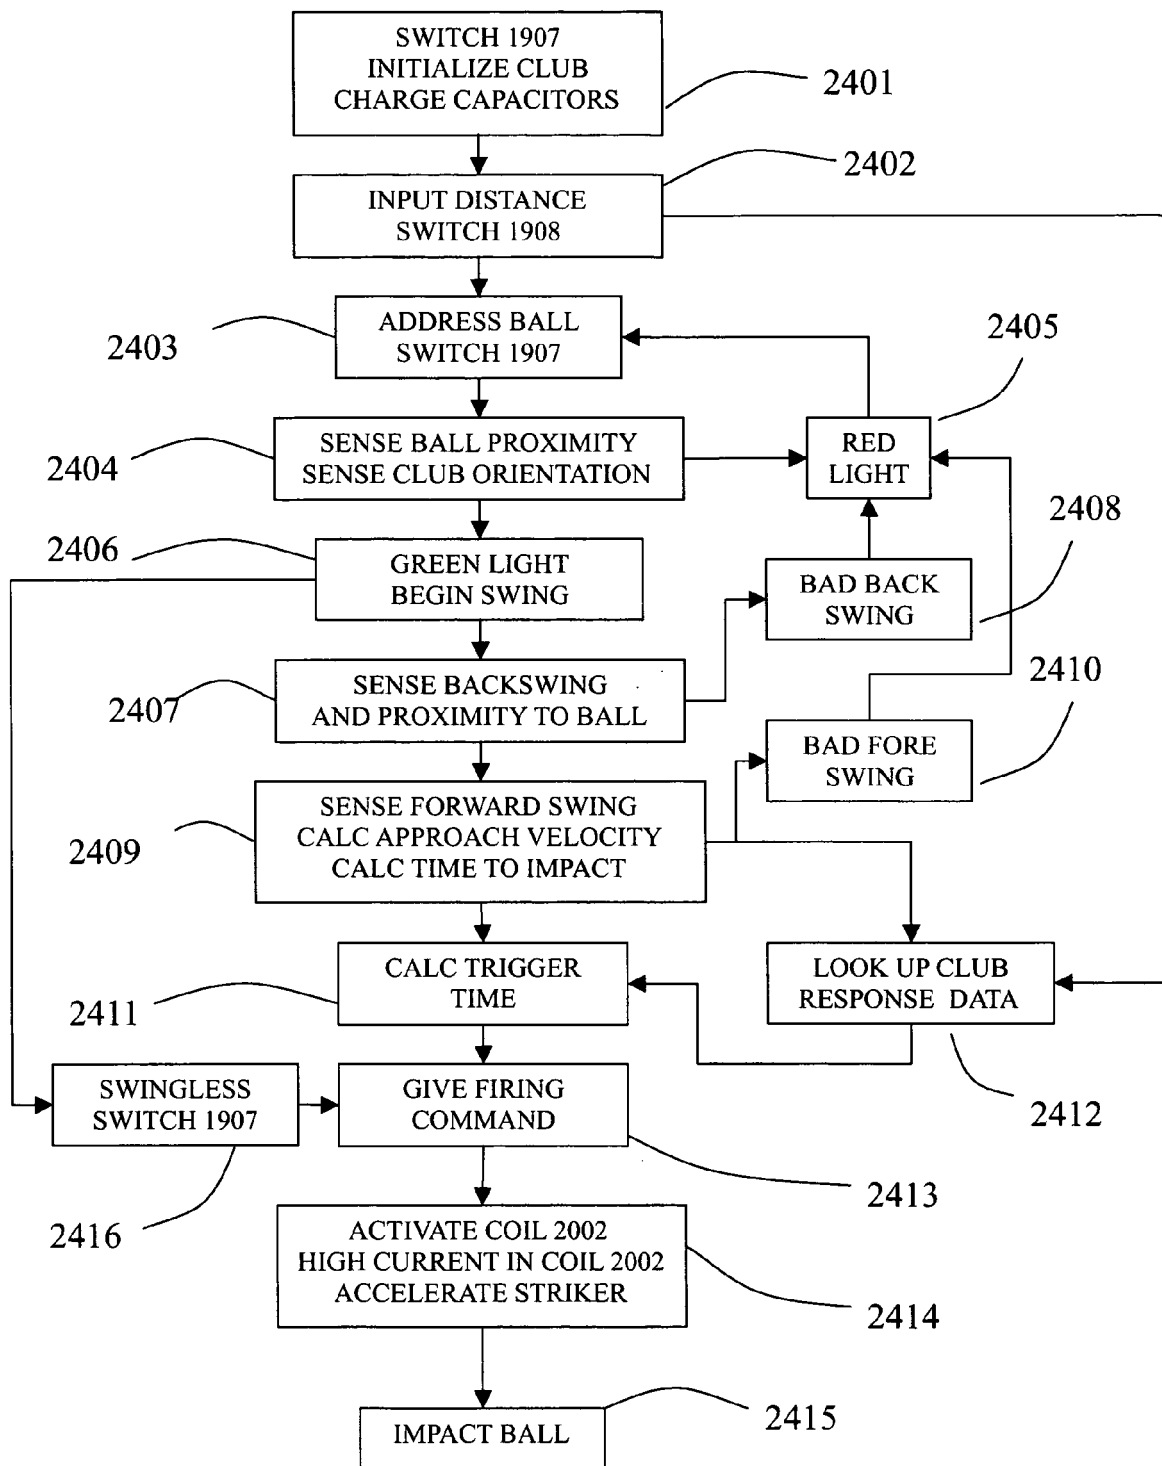 SWITCH 1907
INITIALIZE CLUB
CHARGE CAPACITORS
2401
2402
INPUT DISTANCE
SWITCH 1908
ADDRESS BALL
SWITCH 1907
2403
2405
SENSE BALL PROXIMITY
SENSE CLUB ORIENTATION
2404
RED
LIGHT
2406
GREEN LIGHT
BEGIN SWING
2408
BAD BACK
SWING
2407
SENSE BACKSWING
AND PROXIMITY TO BALL
2410
BAD FORE
SWING
SENSE FORWARD SWING
CALC APPROACH VELOCITY
CALC TIME TO IMPACT
2409
CALC TRIGGER
TIME
2411
LOOK UP CLUB
RESPONSE DATA
2412
SWINGLESS
SWITCH 1907
GIVE FIRING
COMMAND
2413
2416
ACTIVATE COIL 2002
HIGH CURRENT IN COIL 2002
ACCELERATE STRIKER
2414
IMPACT BALL
2415